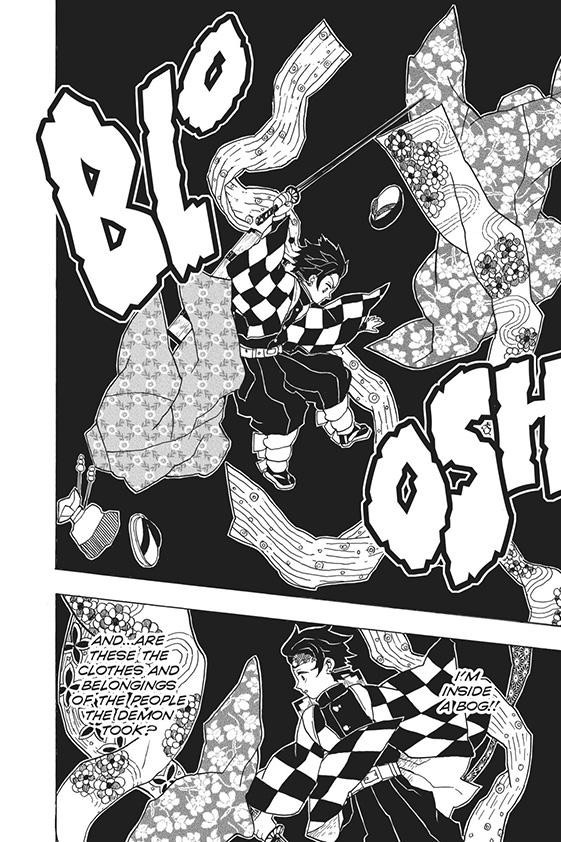 BLO
OSH
I'M
INSIDE
A BOG!!
AND...ARE
THESE THE
CLOTHES AND
BELONGINGS
OF THE PEOPLE
THE DEMON
TOOK?